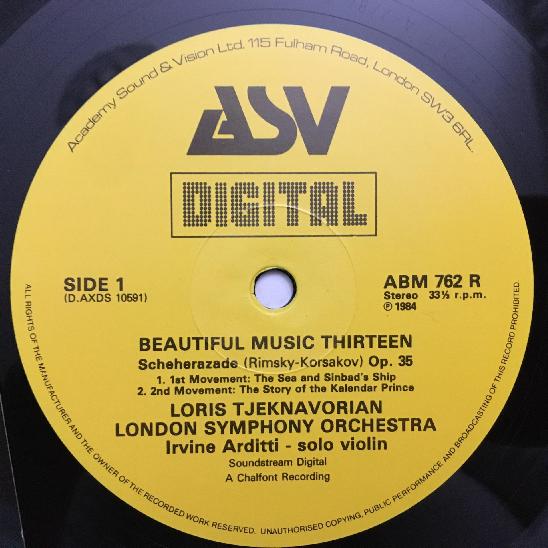 Academy Sound & Vision Ltd. 115 Fulham Road, London SW3 6RL.
ASV
DIGITAL
SIDE 1
(D.AXDS 10591)
ABM 762 R
Stereo 33⅓ r.p.m.
℗ 1984
BEAUTIFUL MUSIC THIRTEEN
Scheherazade (Rimsky-Korsakov) Op. 35
1. 1st Movement: The Sea and Sinbad's Ship
2. 2nd Movement: The Story of the Kalendar Prince
LORIS TJEKNAVORIAN
LONDON SYMPHONY ORCHESTRA
Irvine Arditti - solo violin
Soundstream Digital
A Chalfont Recording
ALL RIGHTS OF THE MANUFACTURER AND THE OWNER OF THE RECORDED WORK RESERVED. UNAUTHORISED COPYING, PUBLIC PERFORMANCE AND BROADCASTING OF THIS RECORD PROHIBITED.